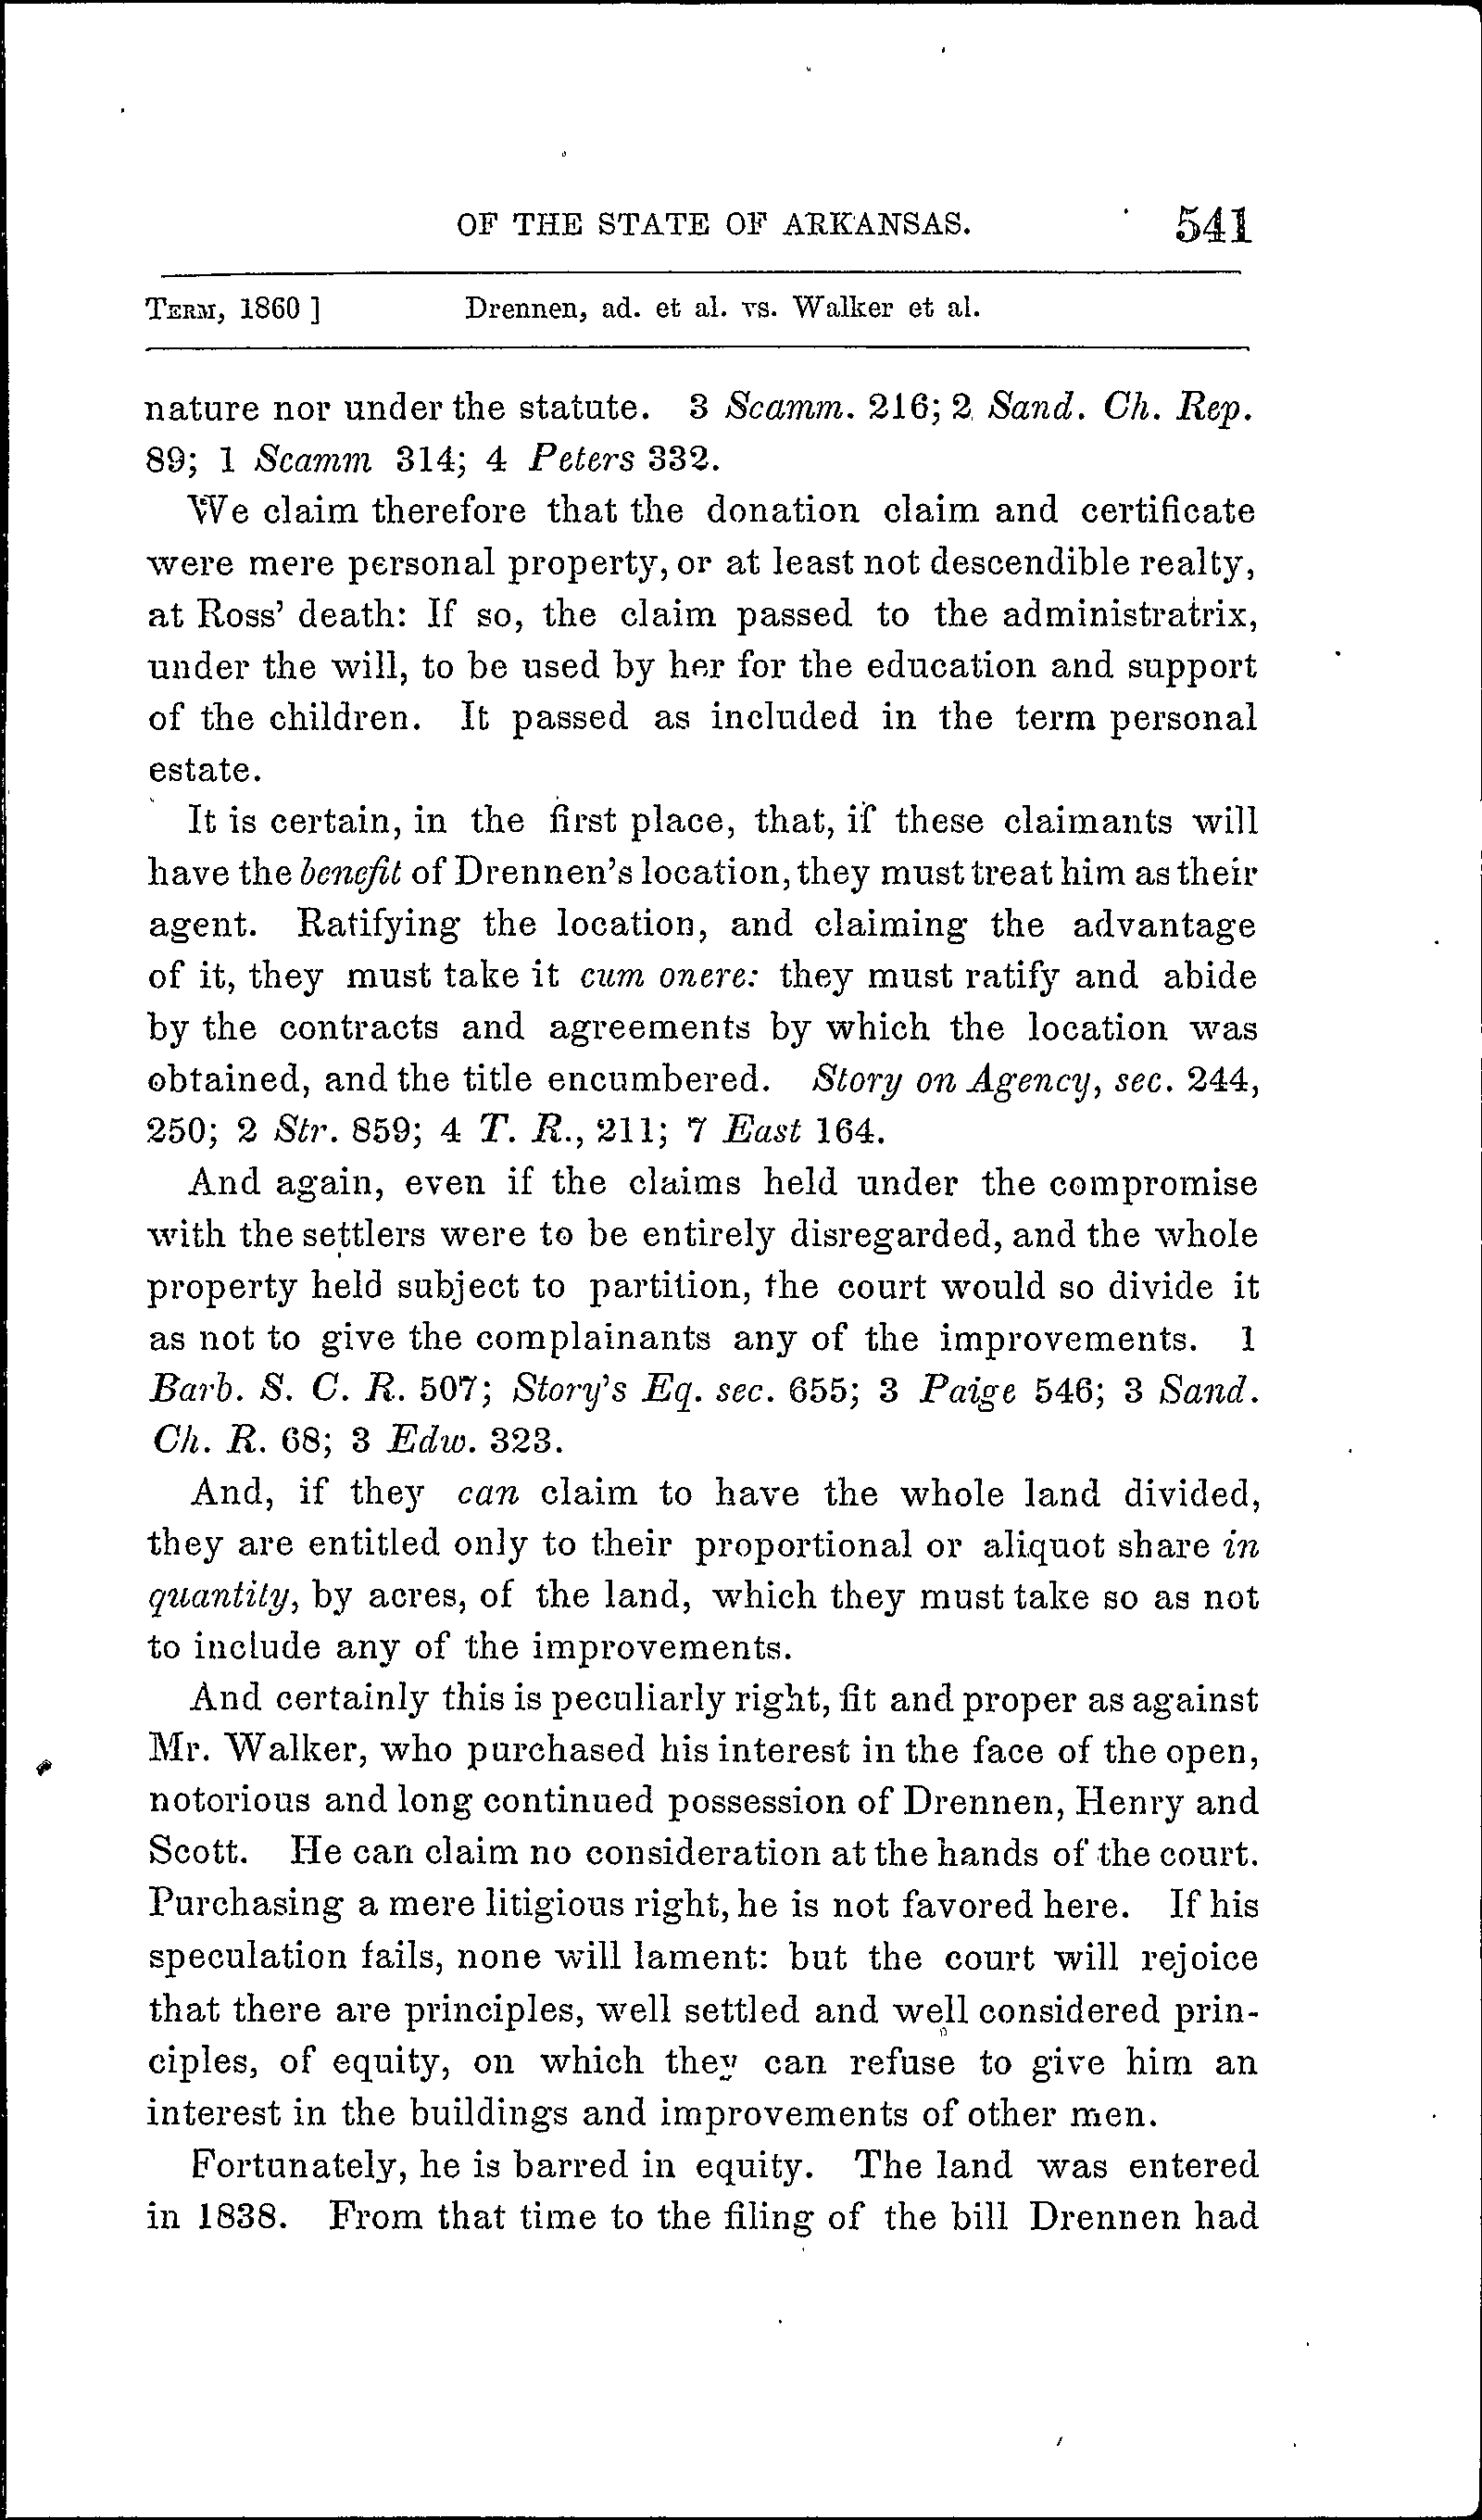 OF THE STATE OF ARKANSAS. 541
TERM, 1860 ] Drennen, ad. et al. vs. Walker et al.
nature nor under the statute. 3 Scamm. 216; 2 Sand. Ch. Rep.
89; 1 Scamm 314; 4 Peters 332.
We claim therefore that the donation claim and certificate
were mere personal property, or at least not descendible realty,
at Ross' death: If so, the claim passed to the administratrix,
under the will, to be used by her for the education and support
of the children. It passed as included in the term personal
estate.
It is certain, in the first place, that, if these claimants will
have the benefit of Drennen's location, they must treat him as their
agent. Ratifying the location, and claiming the advantage
of it, they must take it cum onere: they must ratify and abide
by the contracts and agreements by which the location was
obtained, and the title encumbered. Story on Agency, sec. 244,
250; 2 Str. 859; 4 T. R., 211; 7 East 164.
And again, even if the claims held under the compromise
with the settlers were to be entirely disregarded, and the whole
property held subject to partition, the court would so divide it
as not to give the complainants any of the improvements. 1
Barb. S. C. R. 507; Story's Eq. sec. 655; 3 Paige 546; 3 Sand.
Ch. R. 68; 3 Edw. 323.
And, if they can claim to have the whole land divided,
they are entitled only to their proportional or aliquot share in
quantity, by acres, of the land, which they must take so as not
to include any of the improvements.
And certainly this is peculiarly right, fit and proper as against
Mr. Walker, who purchased his interest in the face of the open,
notorious and long continued possession of Drennen, Henry and
Scott. He can claim no consideration at the hands of the court.
Purchasing a mere litigious right, he is not favored here. If his
speculation fails, none will lament: but the court will rejoice
that there are principles, well settled and well considered prin-
ciples, of equity, on which they can refuse to give him an
interest in the buildings and improvements of other men.
Fortunately, he is barred in equity. The land was entered
in 1838. From that time to the filing of the bill Drennen had